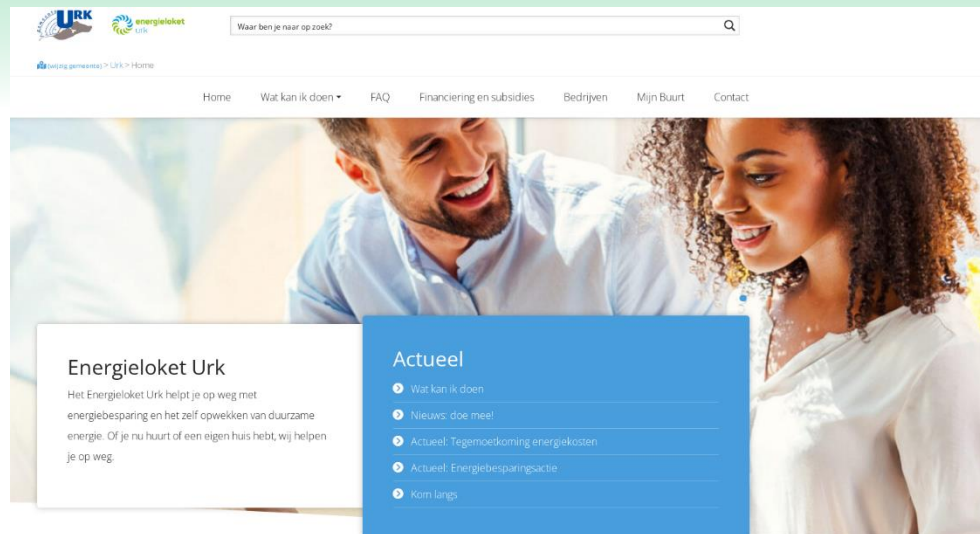 URK
energieloket
Urk
Waar ben je naar op zoek?
(wijzig gemeente) > Urk > Home
Home Wat kan ik doen FAQ Financiering en subsidies Bedrijven Mijn Buurt Contact
Energieloket Urk
Het Energieloket Urk helpt je op weg met
energiebesparing en het zelf opwekken van duurzame
energie. Of je nu huurt of een eigen huis hebt, wij helpen
je op weg.
Actueel
Wat kan ik doen
Nieuws: doe mee!
Actueel: Tegemoetkoming energiekosten
Actueel: Energiebesparingsactie
Kom langs